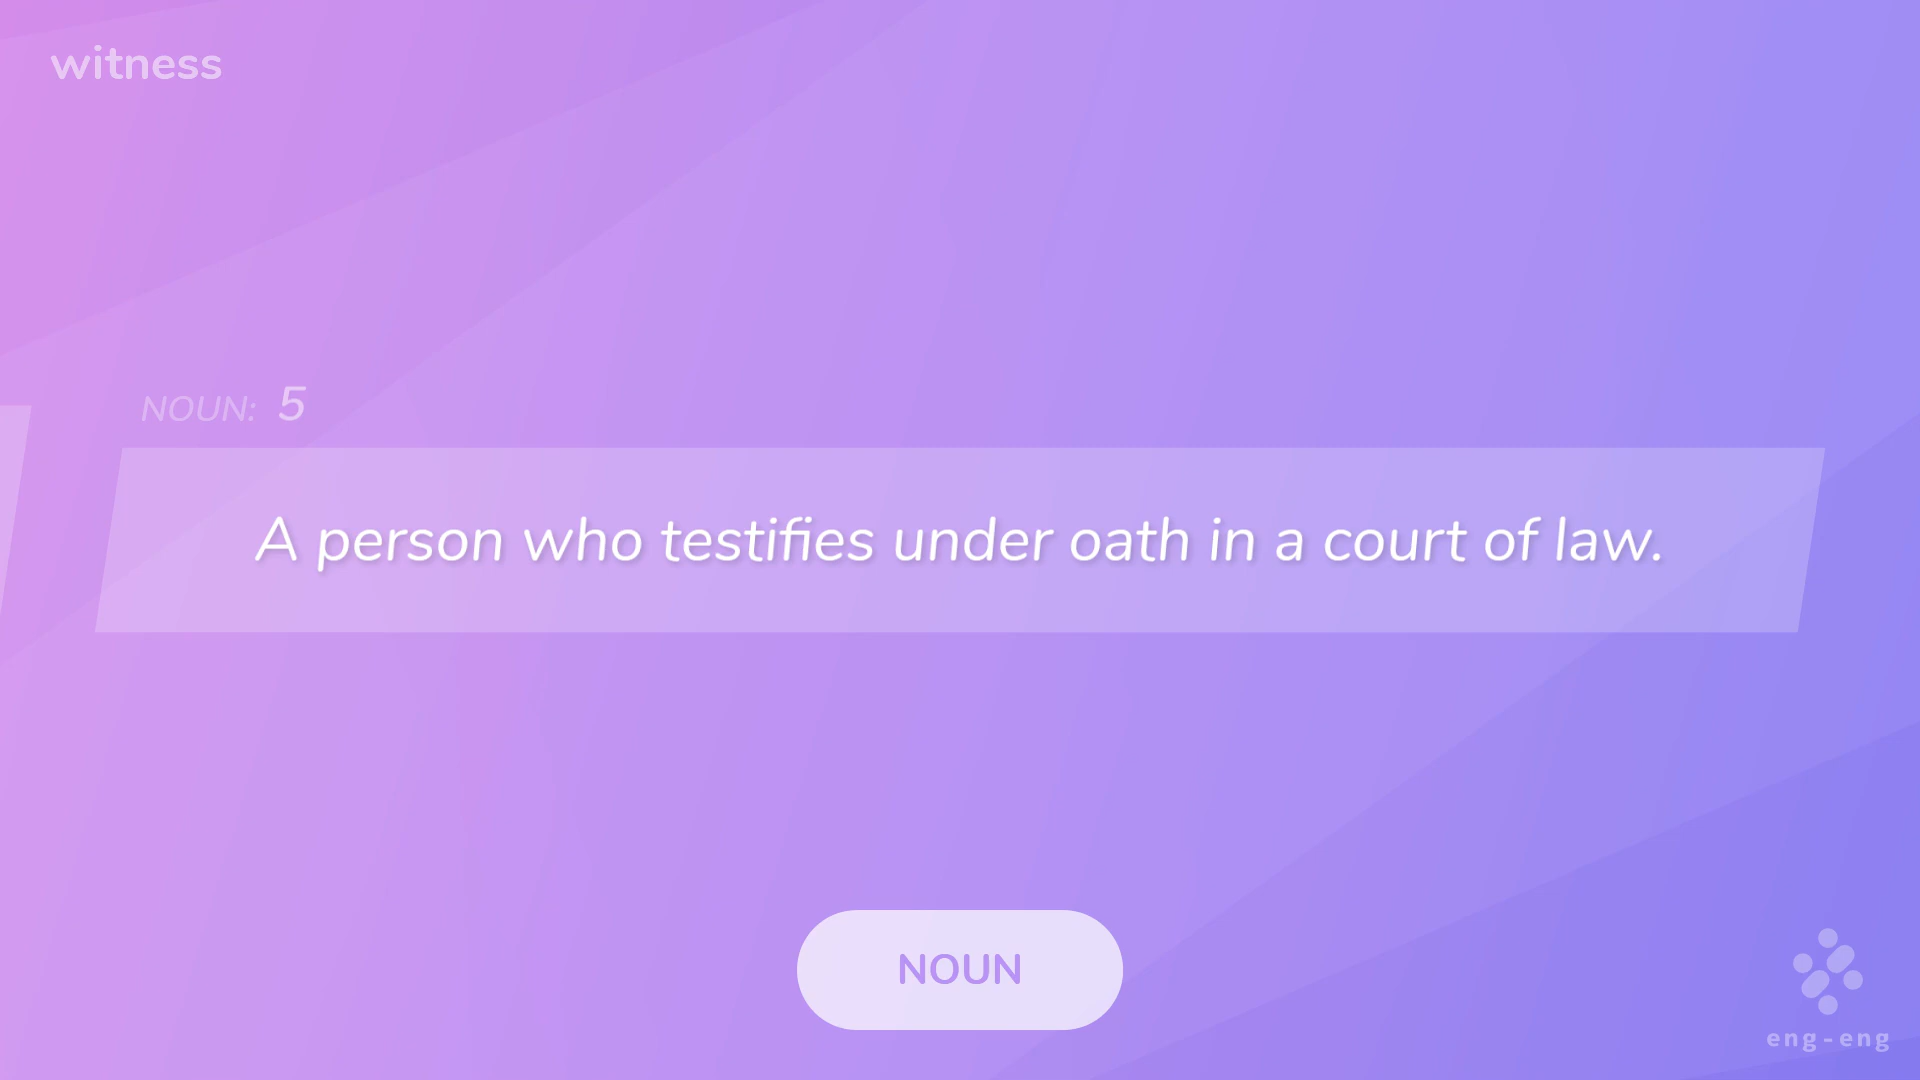 witness
NOUN: 5
A person who testifies under oath in a court of law.
NOUN
eng-eng